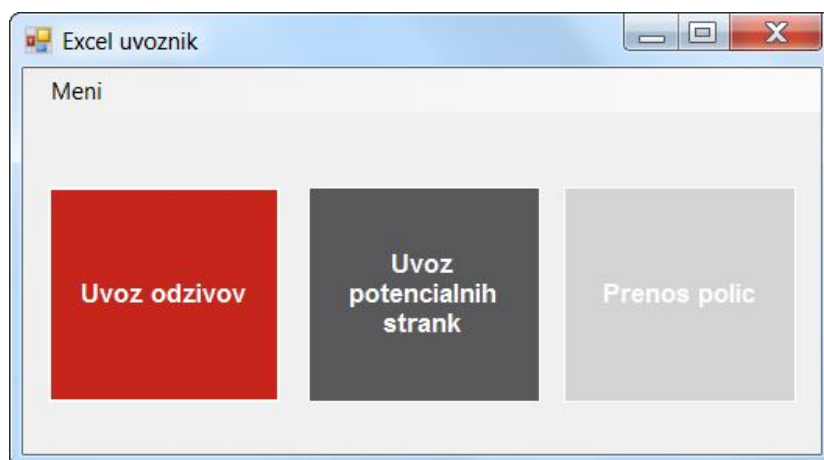 Excel uvoznik
Meni
Uvoz odzivov
Uvoz
potencialnih
strank
Prenos polic